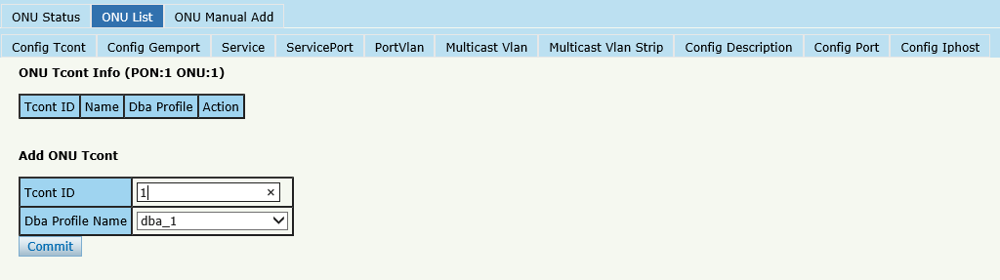 ONU Status ONU List ONU Manual Add
Config Tcont Config Gemport Service ServicePort PortVlan Multicast Vlan Multicast Vlan Strip Config Description Config Port Config Iphost
ONU Tcont Info (PON:1 ONU:1)
Tcont ID Name Dba Profile Action
Add ONU Tcont
Tcont ID 1 ×
Dba Profile Name dba_1
Commit